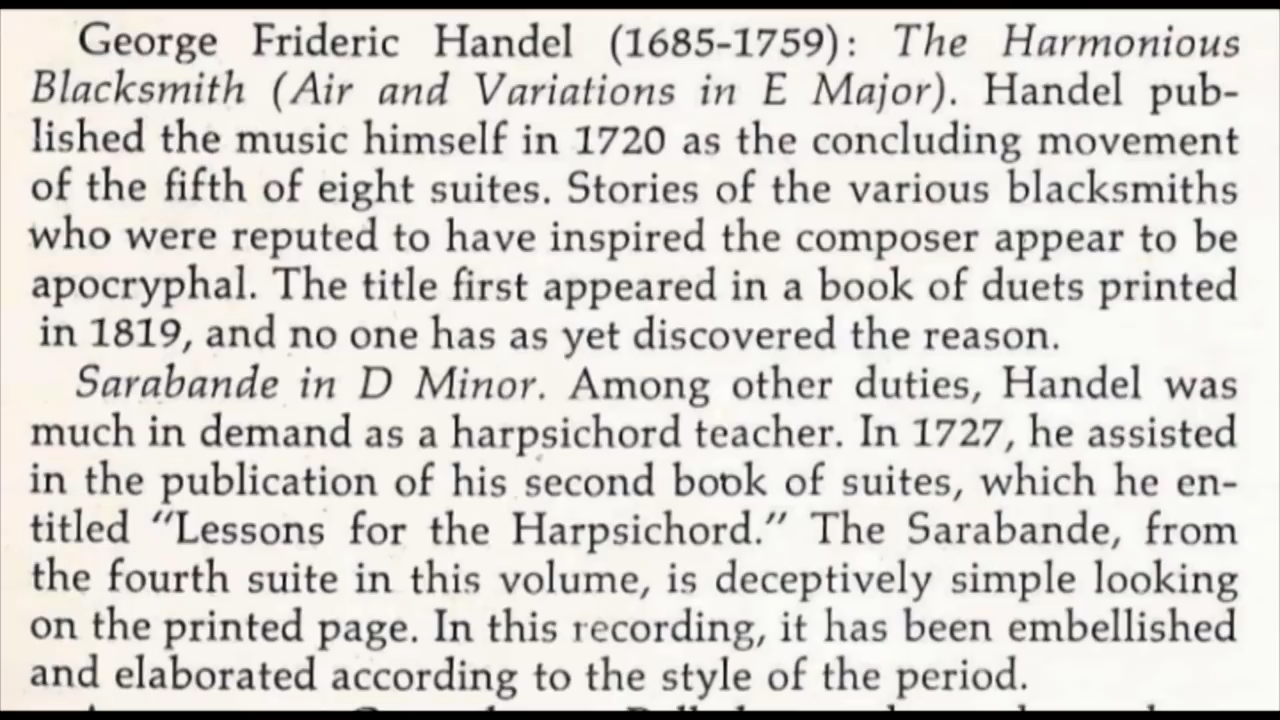 George Frideric Handel (1685-1759): The Harmonious
Blacksmith (Air and Variations in E Major). Handel pub-
lished the music himself in 1720 as the concluding movement
of the fifth of eight suites. Stories of the various blacksmiths
who were reputed to have inspired the composer appear to be
apocryphal. The title first appeared in a book of duets printed
in 1819, and no one has as yet discovered the reason.
Sarabande in D Minor. Among other duties, Handel was
much in demand as a harpsichord teacher. In 1727, he assisted
in the publication of his second book of suites, which he en-
titled “Lessons for the Harpsichord.” The Sarabande, from
the fourth suite in this volume, is deceptively simple looking
on the printed page. In this recording, it has been embellished
and elaborated according to the style of the period.